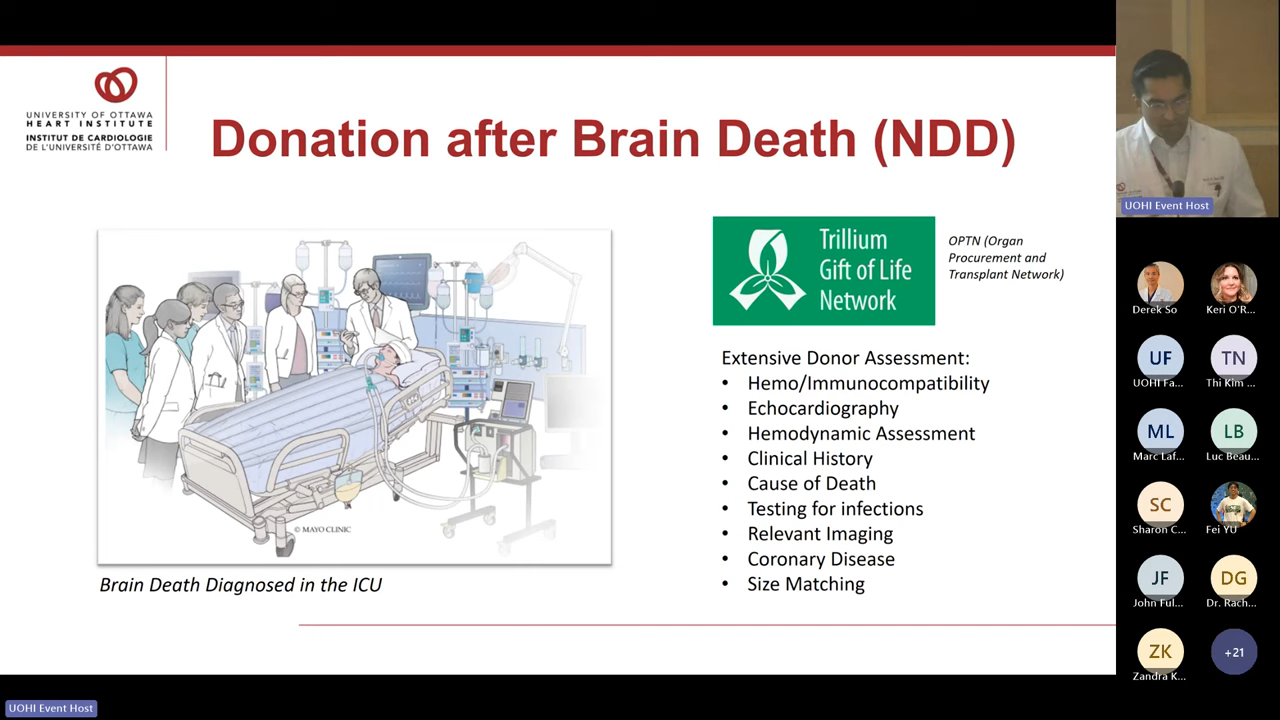 UNIVERSITY OF OTTAWA
HEART INSTITUTE
INSTITUT DE CARDIOLOGIE
DE L'UNIVERSITÉ D'OTTAWA
Donation after Brain Death (NDD)
© MAYO CLINIC
Brain Death Diagnosed in the ICU
Trillium
Gift of Life
Network
OPTN (Organ
Procurement and
Transplant Network)
Extensive Donor Assessment:
• Hemo/Immunocompatibility
• Echocardiography
• Hemodynamic Assessment
• Clinical History
• Cause of Death
• Testing for infections
• Relevant Imaging
• Coronary Disease
• Size Matching
UOHI Event Host
Derek So
Keri O'R...
UF
UOHI Fa...
TN
Thi Kim ...
ML
Marc Laf...
LB
Luc Beau...
SC
Sharon C...
Fei YU
JF
John Ful...
DG
Dr. Rach...
ZK
Zandra K...
+21
UOHI Event Host